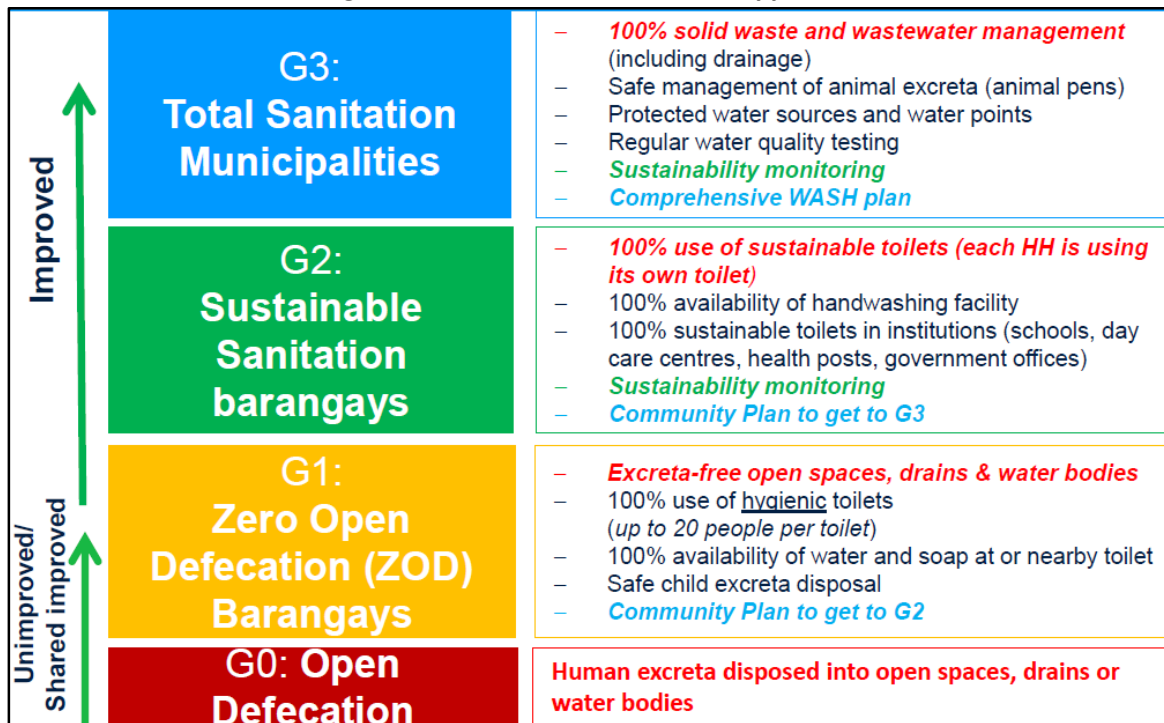 G3:
Total Sanitation
Municipalities
– 100% solid waste and wastewater management
(including drainage)
– Safe management of animal excreta (animal pens)
– Protected water sources and water points
– Regular water quality testing
– Sustainability monitoring
– Comprehensive WASH plan
Improved
G2:
Sustainable
Sanitation
barangays
– 100% use of sustainable toilets (each HH is using
its own toilet)
– 100% availability of handwashing facility
– 100% sustainable toilets in institutions (schools, day
care centres, health posts, government offices)
– Sustainability monitoring
– Community Plan to get to G3
G1:
Zero Open
Defecation (ZOD)
Barangays
– Excreta-free open spaces, drains & water bodies
– 100% use of hygienic toilets
(up to 20 people per toilet)
– 100% availability of water and soap at or nearby toilet
– Safe child excreta disposal
– Community Plan to get to G2
Unimproved/
Shared improved
G0: Open
Defecation
Human excreta disposed into open spaces, drains or
water bodies